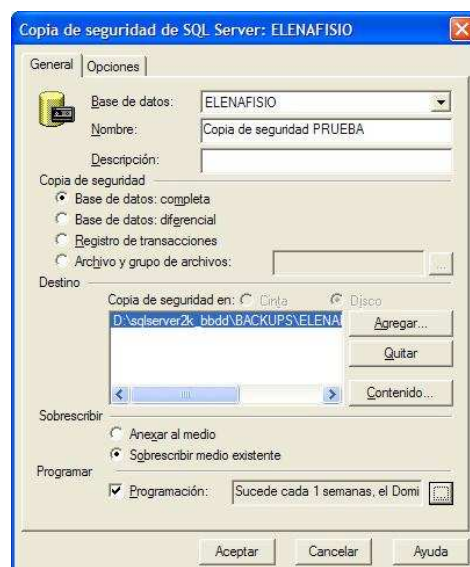 Copia de seguridad de SQL Server: ELENAFISIO
General Opciones
Base de datos: ELENAFISIO
Nombre: Copia de seguridad PRUEBA
Descripción:
Copia de seguridad
Base de datos: completa
Base de datos: diferencial
Registro de transacciones
Archivo y grupo de archivos: ...
Destino
Copia de seguridad en: Cinta Disco
D:\sqlserver2k_bbdd\BACKUPS\ELENA
Agregar...
Quitar
Contenido...
Sobrescribir
Anexar al medio
Sobrescribir medio existente
Programar
Programación: Sucede cada 1 semanas, el Domi ...
Aceptar Cancelar Ayuda